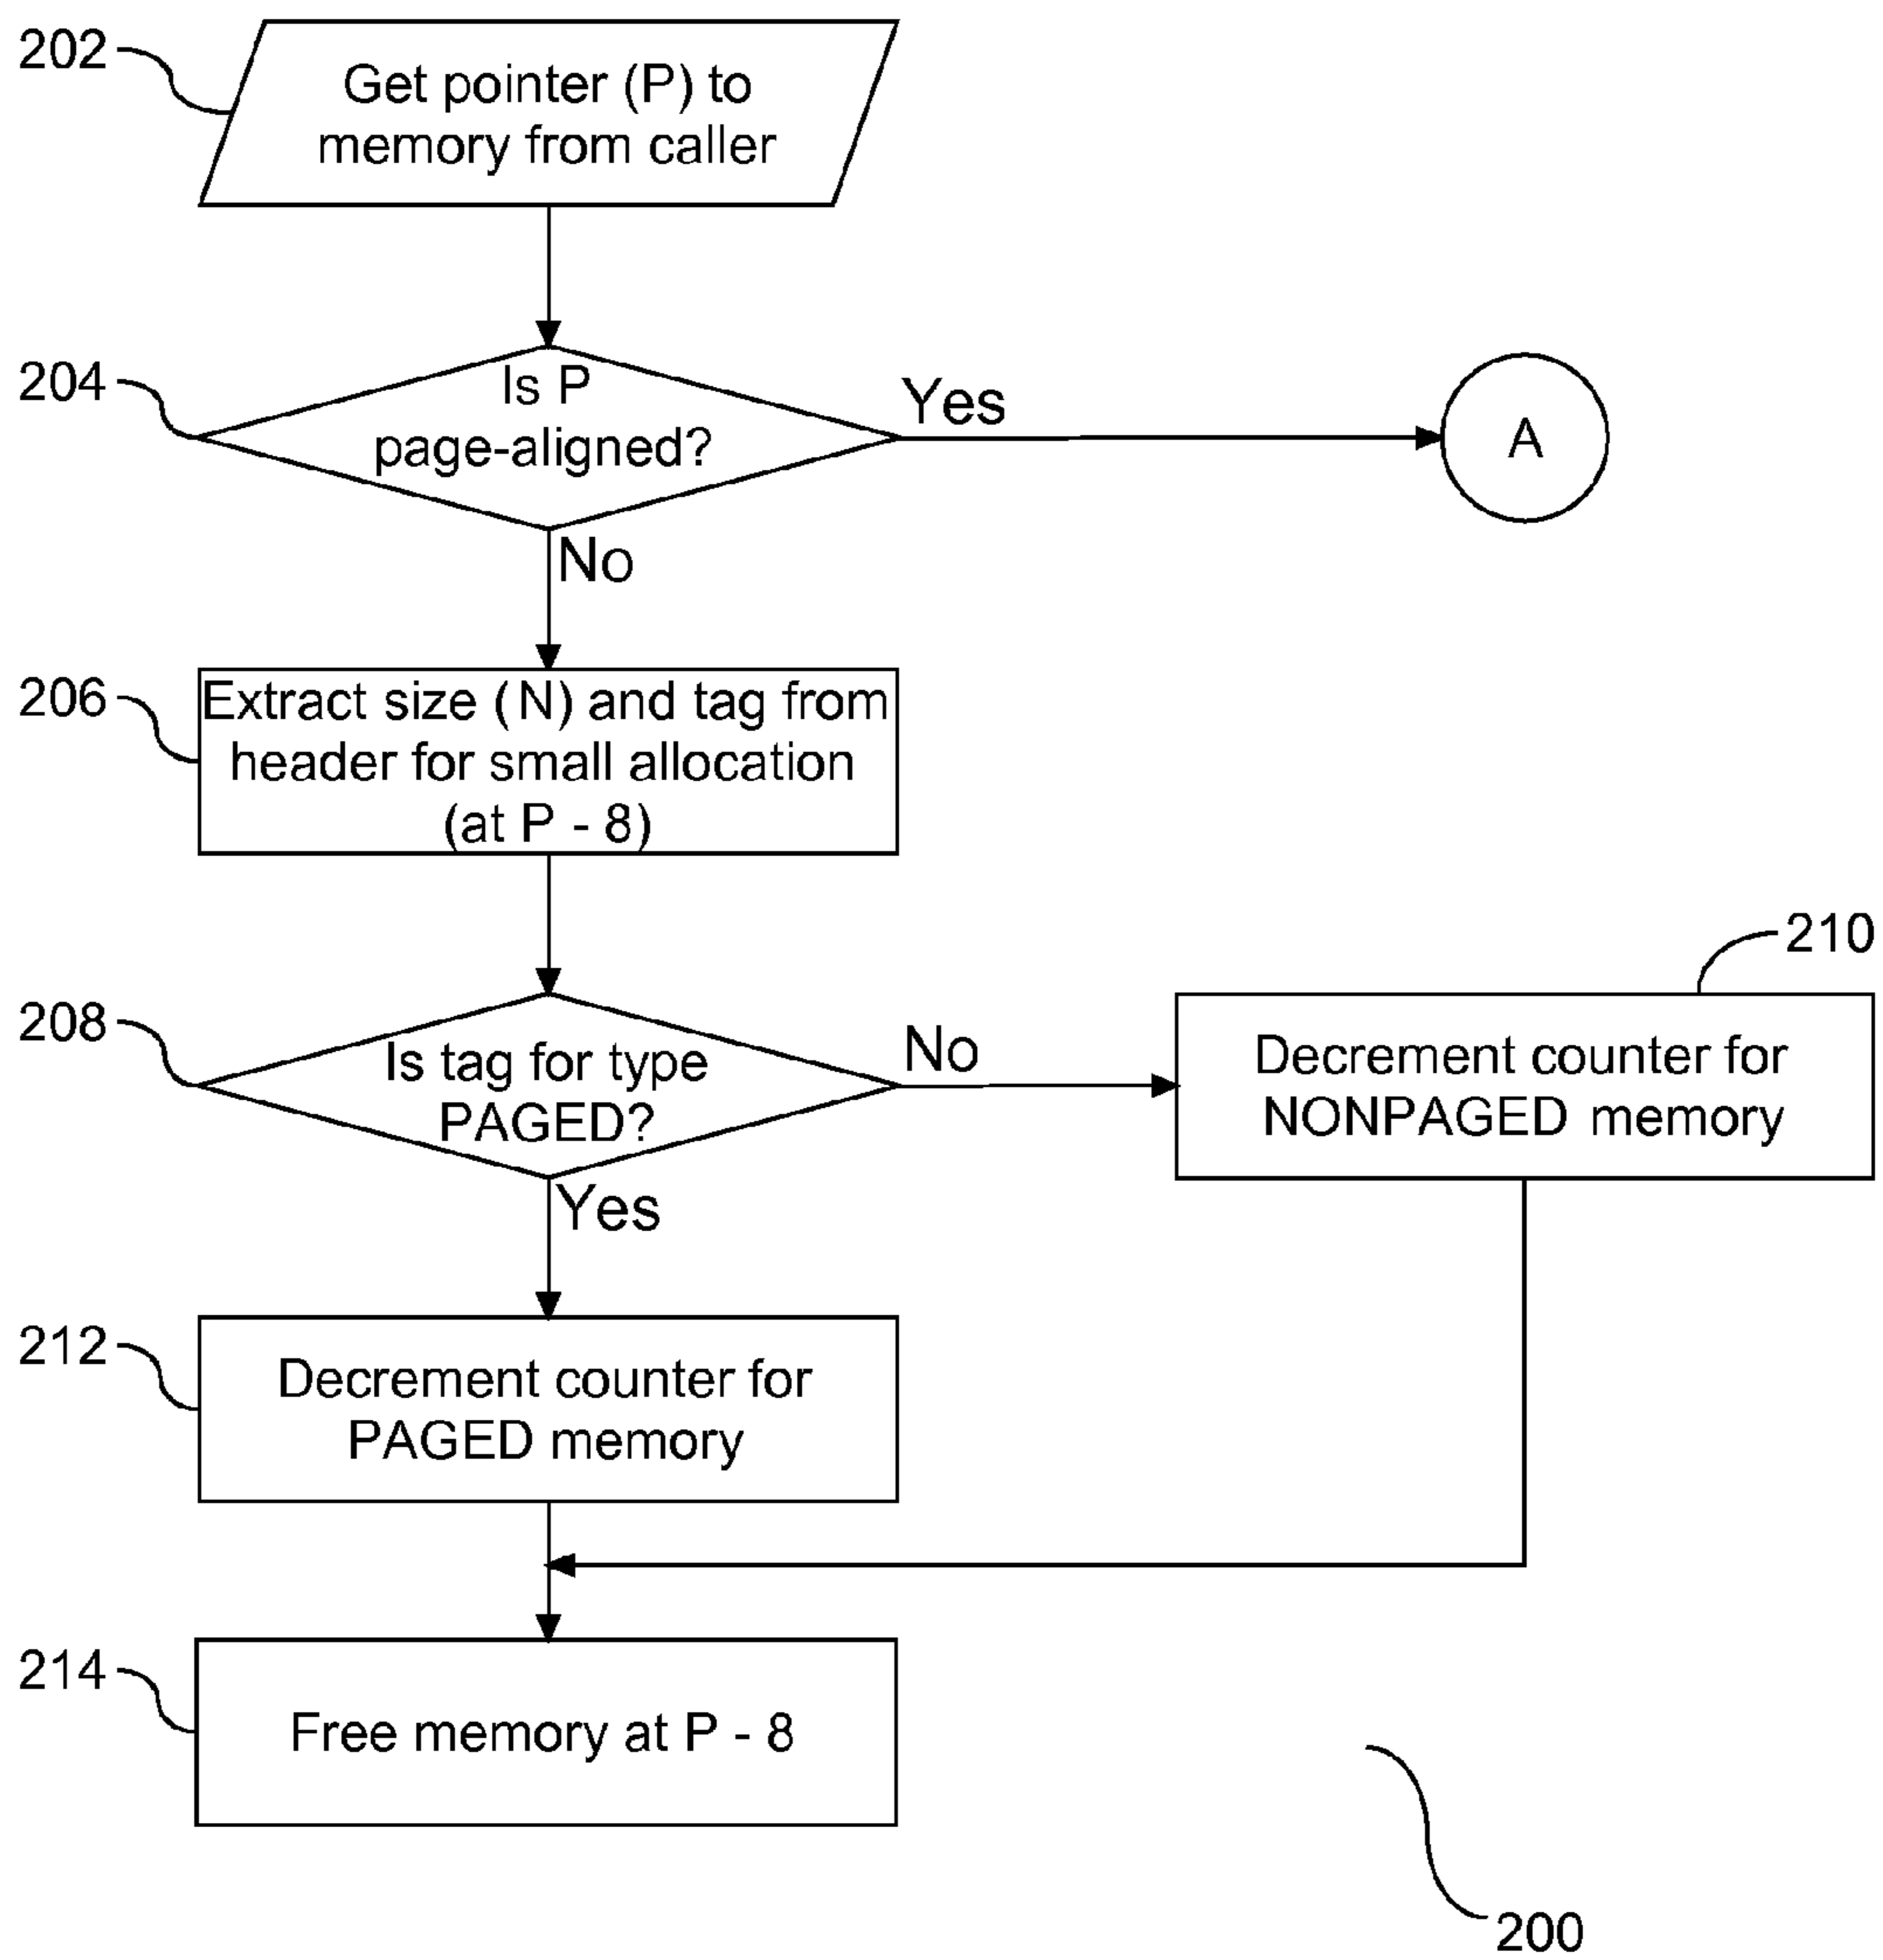 202
Get pointer (P) to
memory from caller
204
Is P
page-aligned?
Yes
A
No
206
Extract size (N) and tag from
header for small allocation
(at P - 8)
210
208
Is tag for type
PAGED?
No
Decrement counter for
NONPAGED memory
Yes
212
Decrement counter for
PAGED memory
214
Free memory at P - 8
200